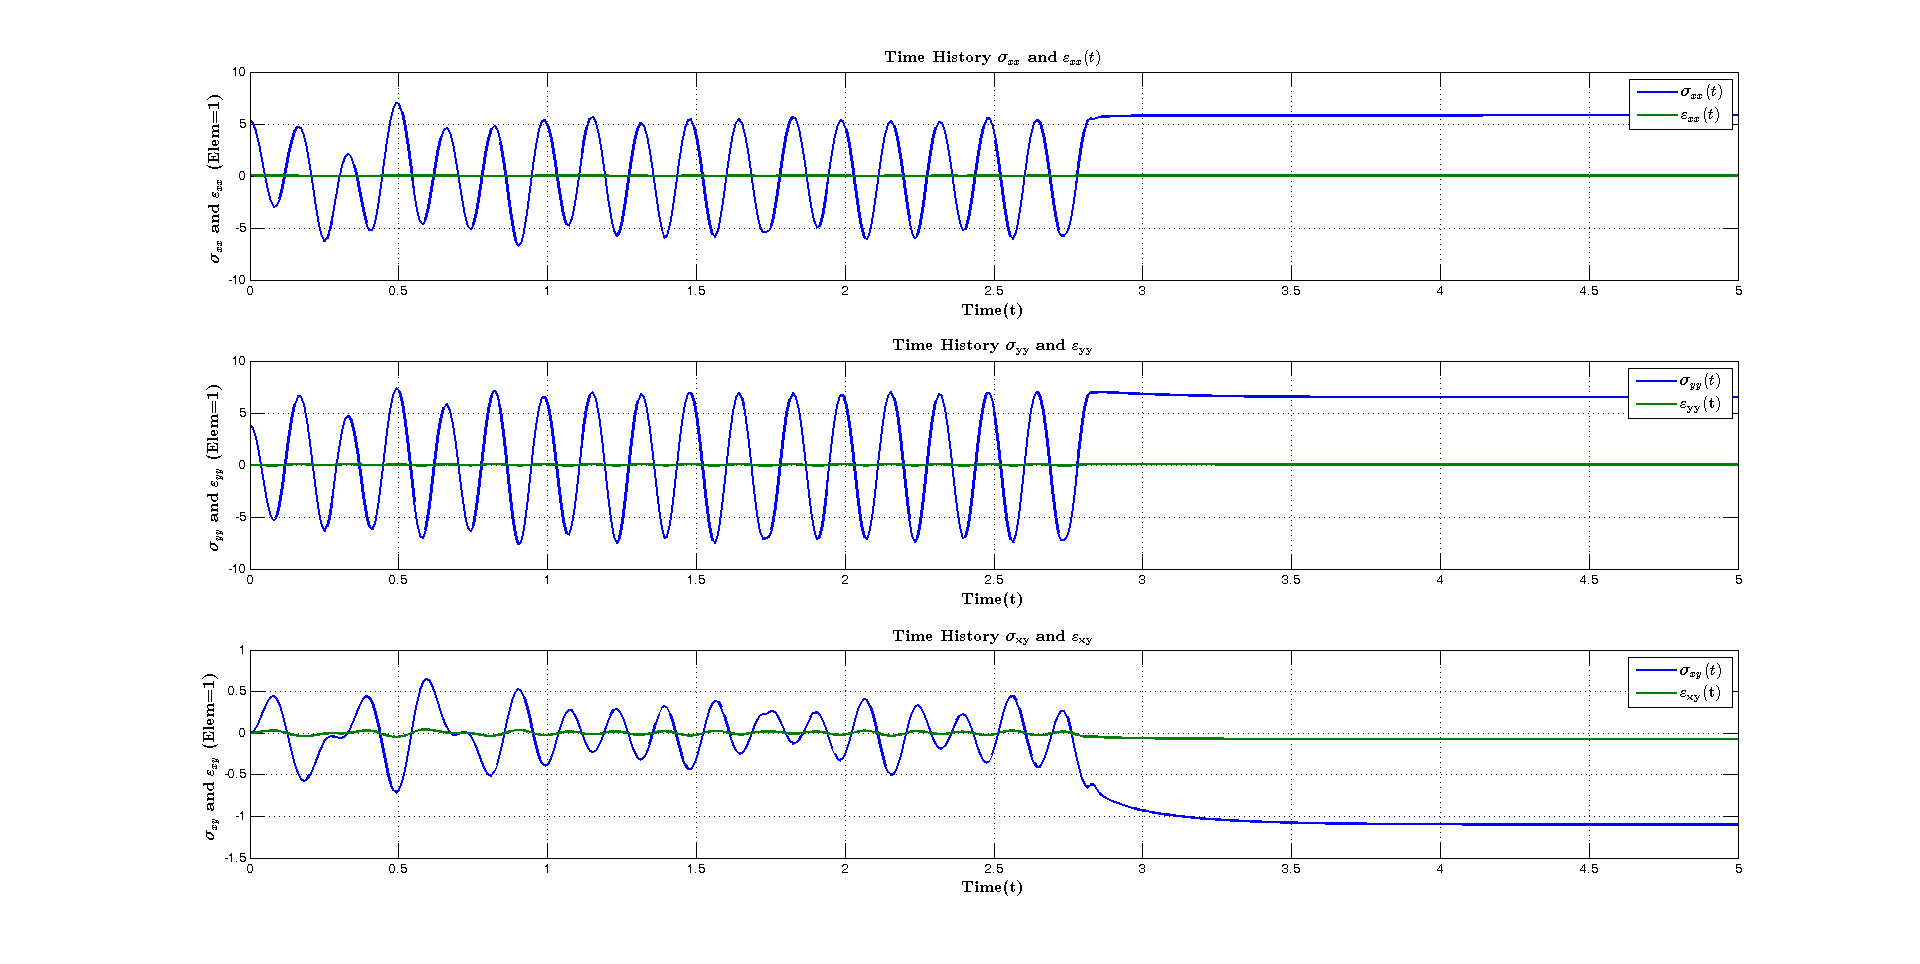 Time History σxx and εxx(t)
σxx and εxx (Elem=1)
10
5
0
-5
-10
σxx(t)
εxx(t)
0 0.5 1 1.5 2 2.5 3 3.5 4 4.5 5
Time(t)
Time History σyy and εyy
σyy and εyy (Elem=1)
10
5
0
-5
-10
σyy(t)
εyy(t)
0 0.5 1 1.5 2 2.5 3 3.5 4 4.5 5
Time(t)
Time History σxy and εxy
σxy and εxy (Elem=1)
1
0.5
0
-0.5
-1
-1.5
σxy(t)
εxy(t)
0 0.5 1 1.5 2 2.5 3 3.5 4 4.5 5
Time(t)